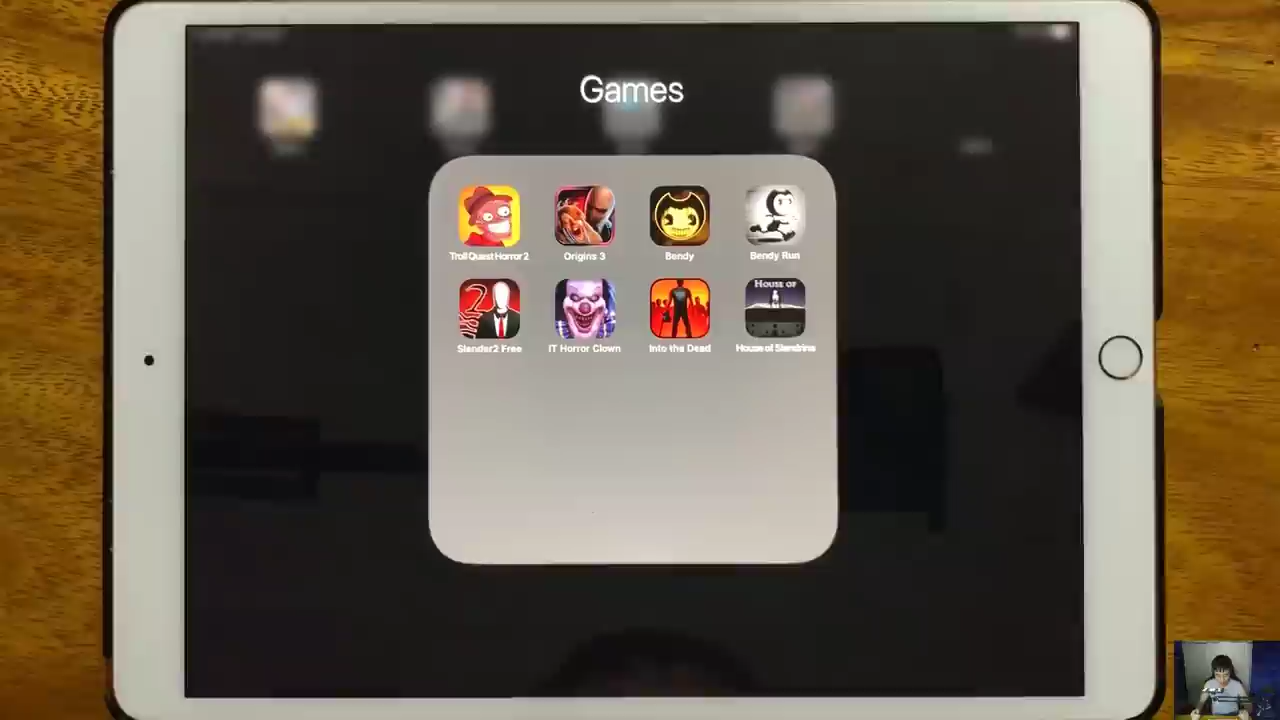 Games
Troll Quest Horror 2
Origins 3
Bendy
Bendy Run
HOUSE OF
Slender2 Free
IT Horror Clown
Into the Dead
House of Slendrina